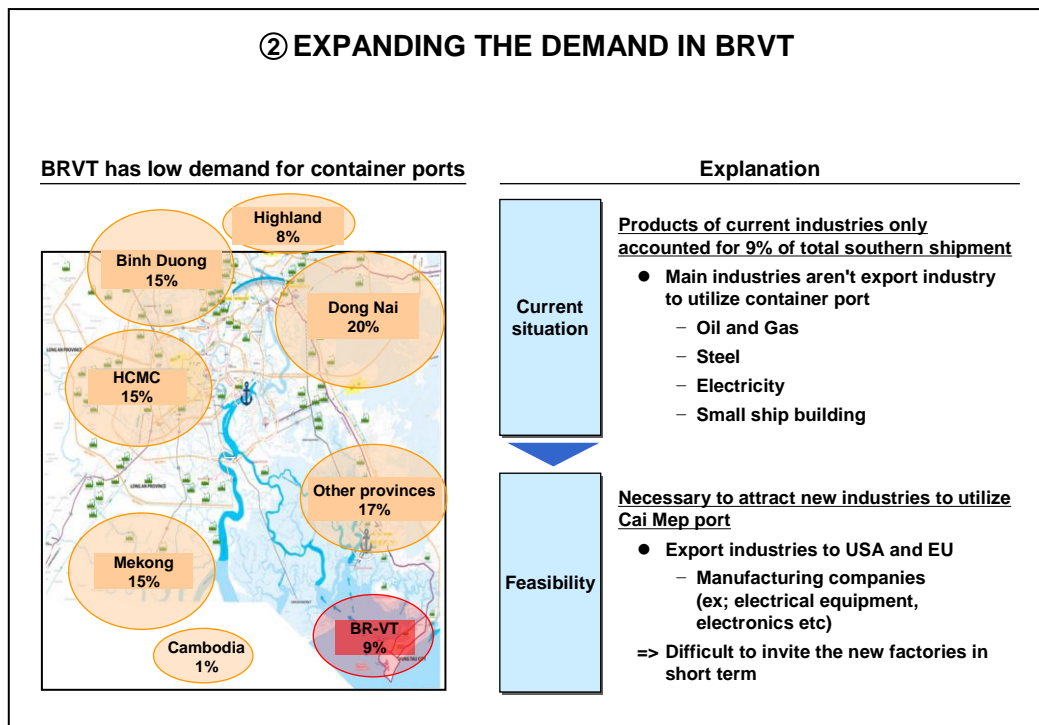 ② EXPANDING THE DEMAND IN BRVT
BRVT has low demand for container ports
Highland
8%
Binh Duong
15%
Dong Nai
20%
HCMC
15%
Other provinces
17%
Mekong
15%
BR-VT
9%
Cambodia
1%
LONG AN PROVINCE
Explanation
Current
situation
Products of current industries only
accounted for 9% of total southern shipment
● Main industries aren't export industry
to utilize container port
− Oil and Gas
− Steel
− Electricity
− Small ship building
Feasibility
Necessary to attract new industries to utilize
Cai Mep port
● Export industries to USA and EU
− Manufacturing companies
(ex; electrical equipment,
electronics etc)
=> Difficult to invite the new factories in
short term